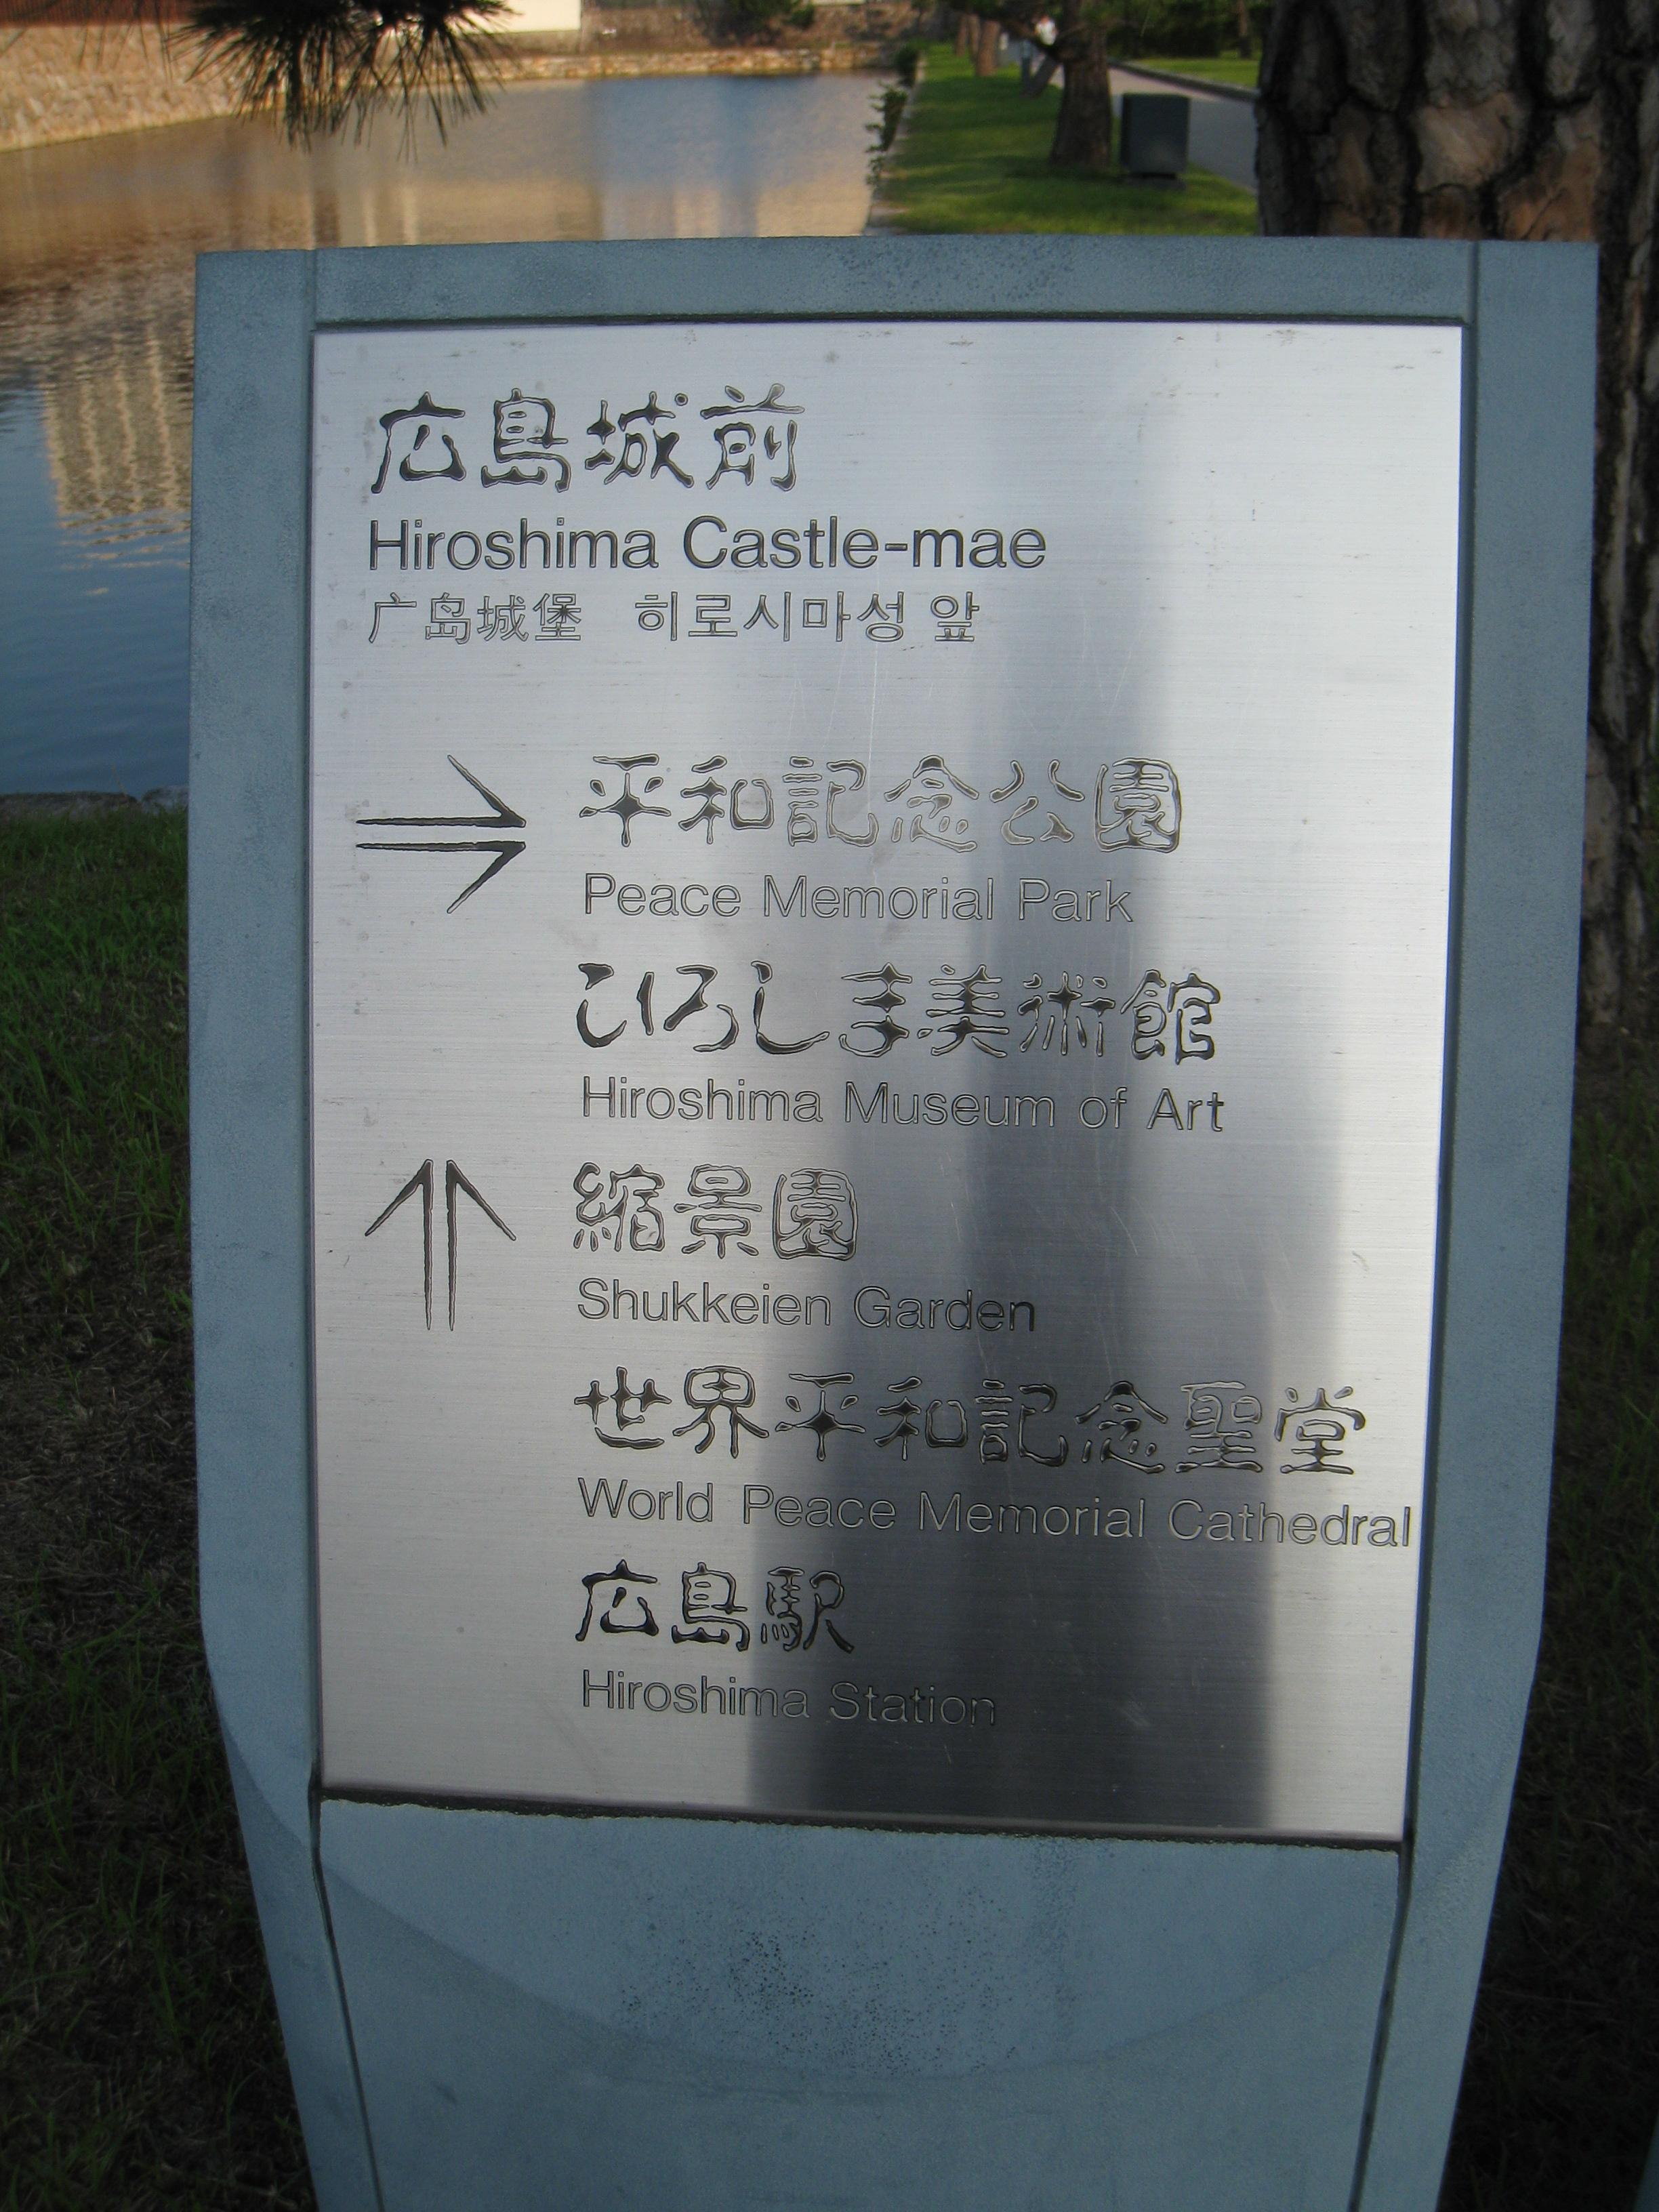 広島城前
Hiroshima Castle-mae
广岛城堡 히로시마성 앞
平和記念公園
Peace Memorial Park
ひろしま美術館
Hiroshima Museum of Art
縮景園
Shukkeien Garden
世界平和記念聖堂
World Peace Memorial Cathedral
広島駅
Hiroshima Station